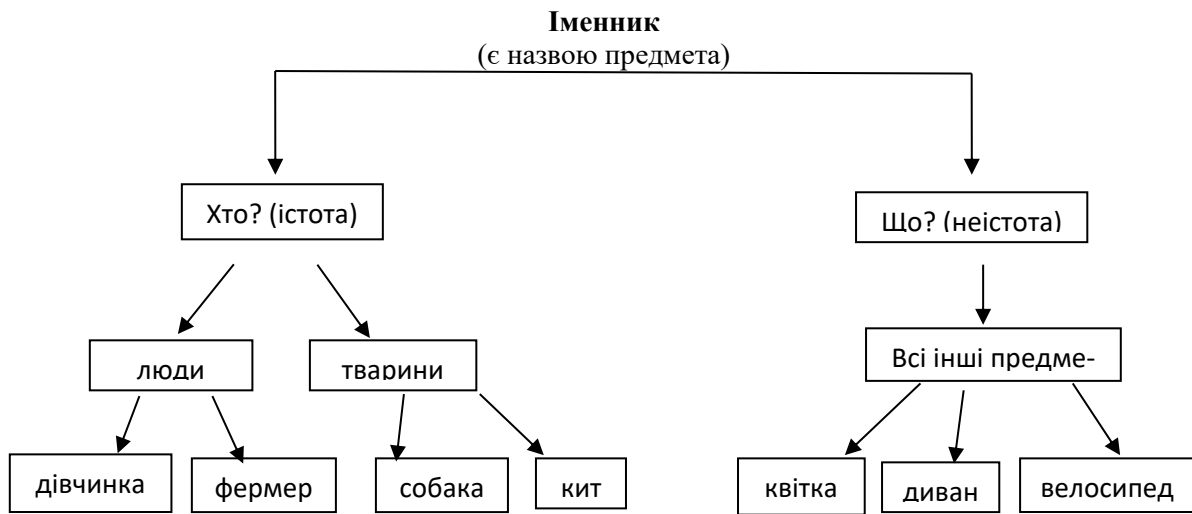 Іменник
(є назвою предмета)
Хто? (істота)
Що? (неістота)
люди
тварини
Всі інші предме-
дівчинка
фермер
собака
кит
квітка
диван
велосипед